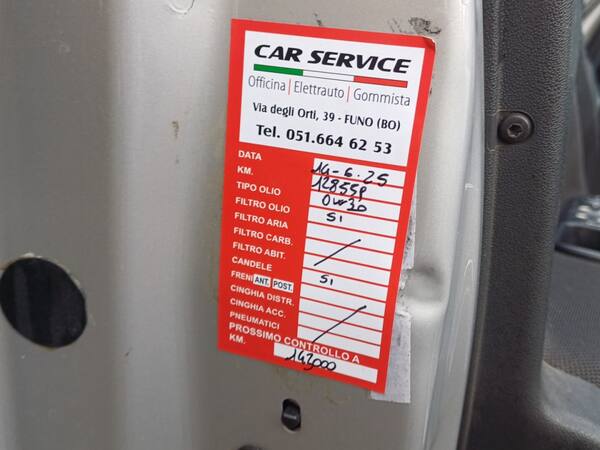 CAR SERVICE
Officina | Elettrauto | Gommista
Via degli Orti, 39 - FUNO (BO)
Tel. 051.664 62 53
DATA 14-6-25
KM.
TIPO OLIO 0w30
FILTRO OLIO SI
FILTRO ARIA
FILTRO CARB.
FILTRO ABIT.
CANDELE SI
FRENI ANT. POST.
CINGHIA DISTR.
CINGHIA ACC.
PNEUMATICI
PROSSIMO CONTROLLO A
KM. 143000